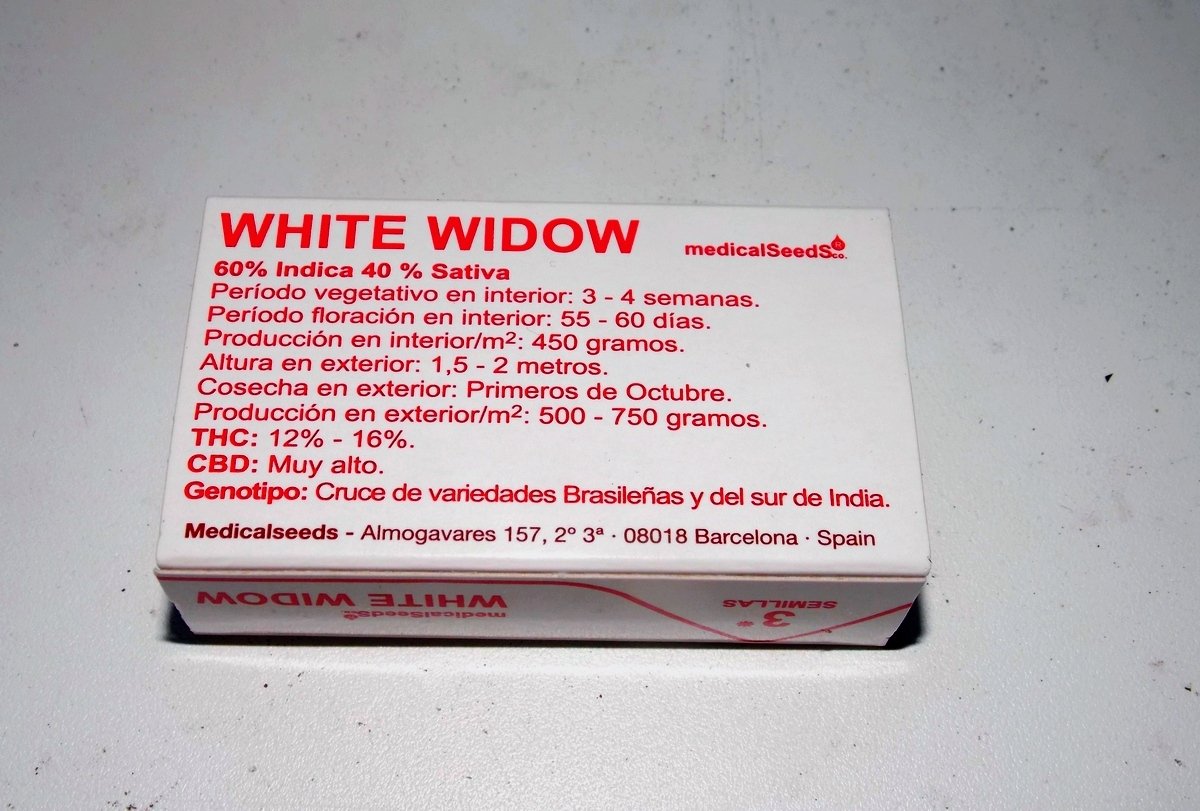 WHITE WIDOW
medicalSeedS®co.
60% Indica 40 % Sativa
Período vegetativo en interior: 3 - 4 semanas.
Período floración en interior: 55 - 60 días.
Producción en interior/m²: 450 gramos.
Altura en exterior: 1,5 - 2 metros.
Cosecha en exterior: Primeros de Octubre.
Producción en exterior/m²: 500 - 750 gramos.
THC: 12% - 16%.
CBD: Muy alto.
Genotipo: Cruce de variedades Brasileñas y del sur de India.
Medicalseeds - Almogavares 157, 2º 3ª · 08018 Barcelona · Spain
WHITE WIDOW
medicalSeedS
3*
SEMILLAS